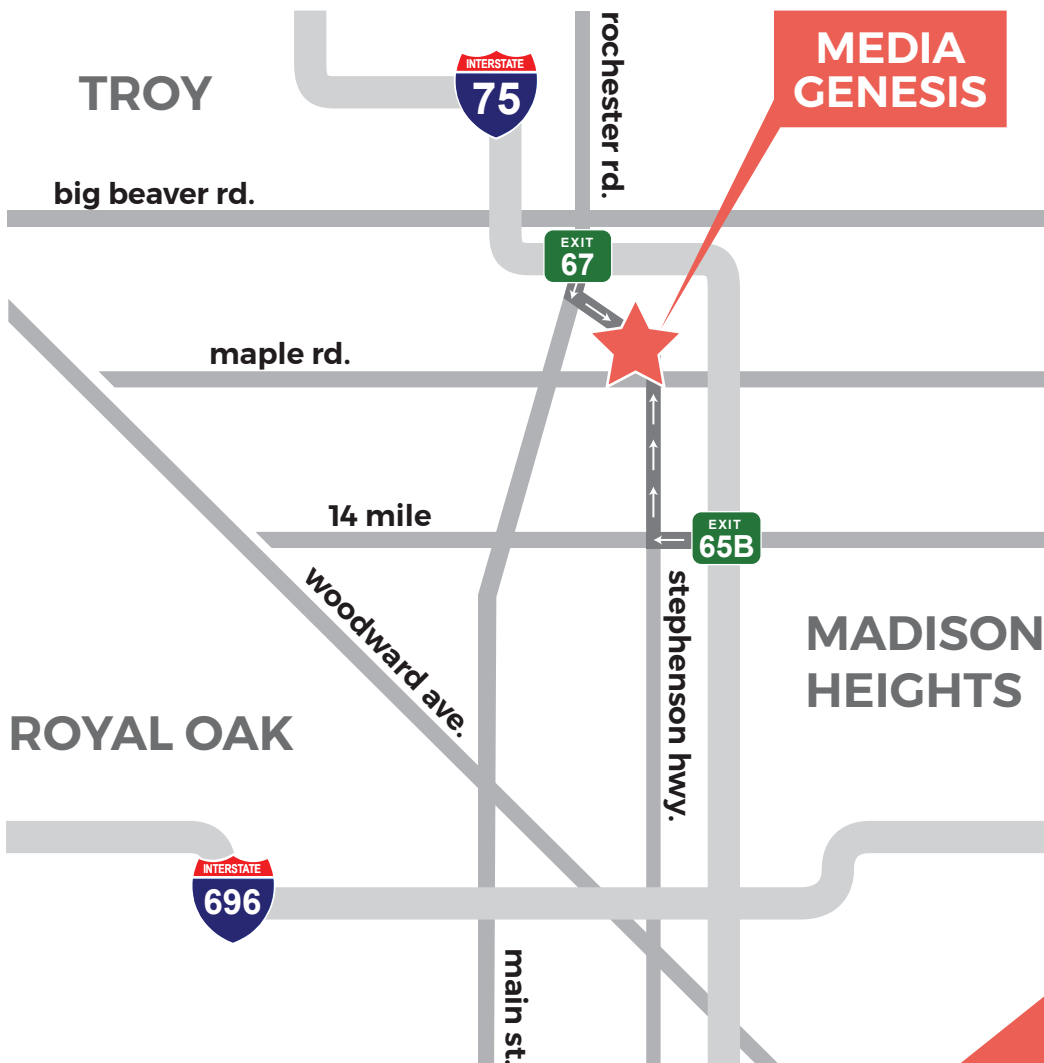 MEDIA
GENESIS
TROY
INTERSTATE
75
rochester rd.
big beaver rd.
EXIT
67
maple rd.
14 mile
EXIT
65B
woodward ave.
stephenson hwy.
MADISON
HEIGHTS
ROYAL OAK
INTERSTATE
696
main st.